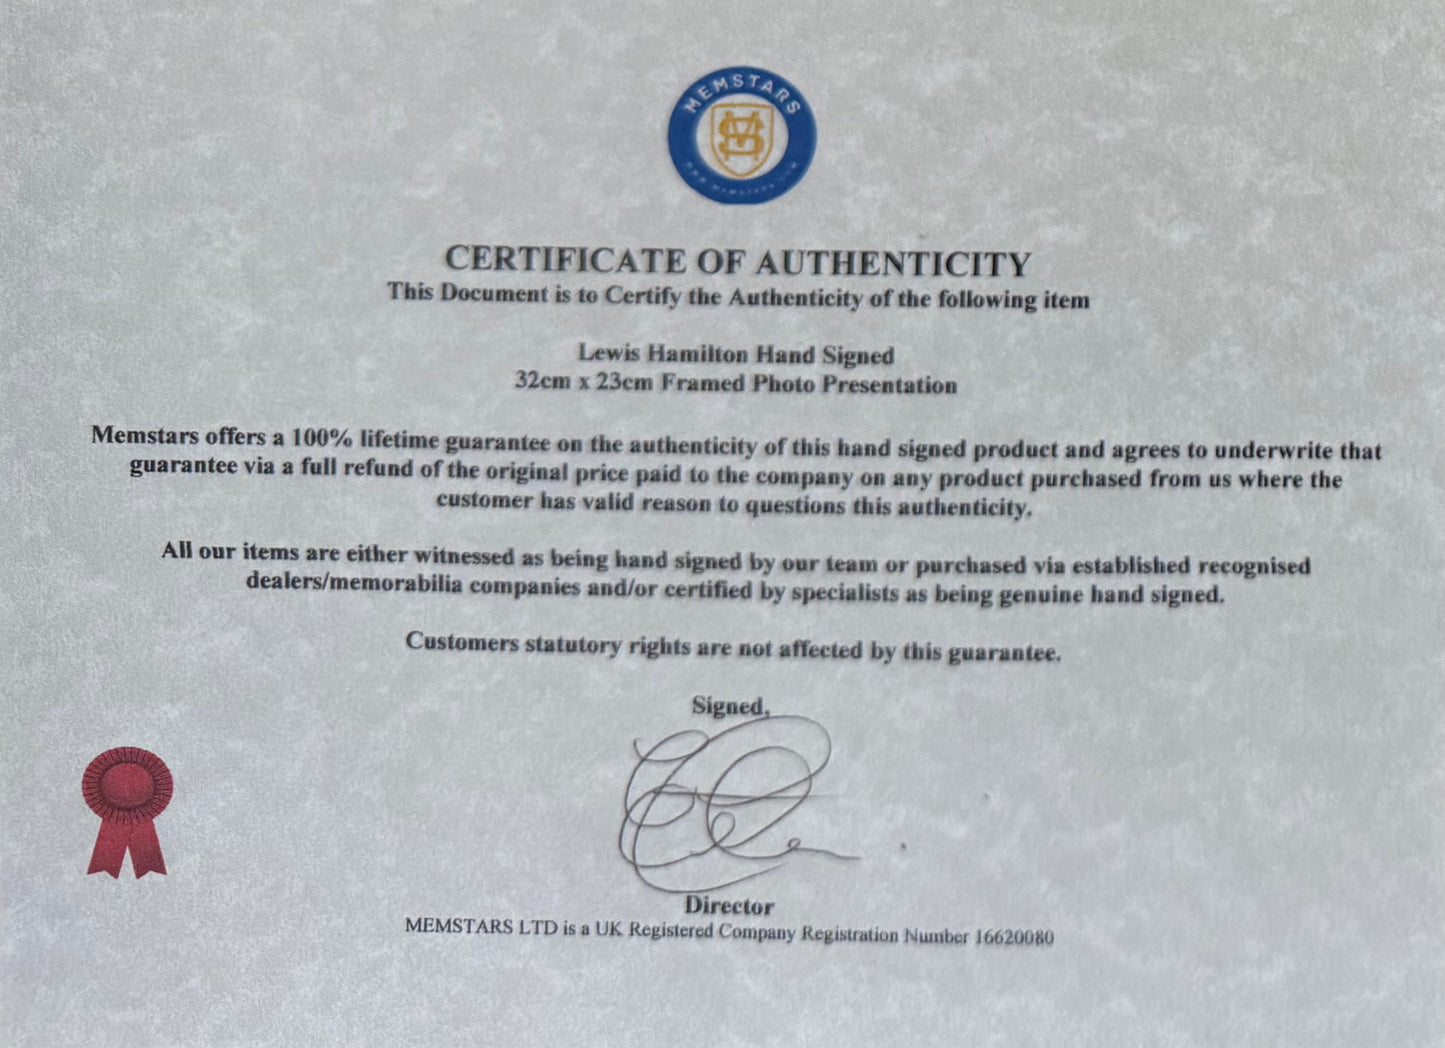 MEMSTARS
CERTIFICATE OF AUTHENTICITY
This Document is to Certify the Authenticity of the following item
Lewis Hamilton Hand Signed
32cm x 23cm Framed Photo Presentation
Memstars offers a 100% lifetime guarantee on the authenticity of this hand signed product and agrees to underwrite that
guarantee via a full refund of the original price paid to the company on any product purchased from us where the
customer has valid reason to questions this authenticity.
All our items are either witnessed as being hand signed by our team or purchased via established recognised
dealers/memorabilia companies and/or certified by specialists as being genuine hand signed.
Customers statutory rights are not affected by this guarantee.
Signed,
Director
MEMSTARS LTD is a UK Registered Company Registration Number 16620080